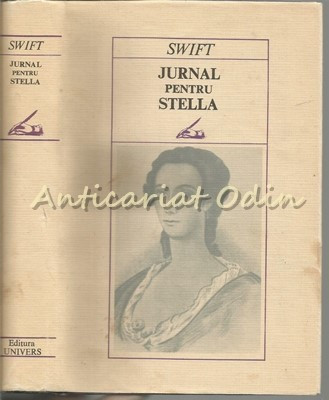 SWIFT
JURNAL
PENTRU
STELLA
Editura
UNIVERS
SWIFT
JURNAL
PENTRU
STELLA
Anticariat Odin